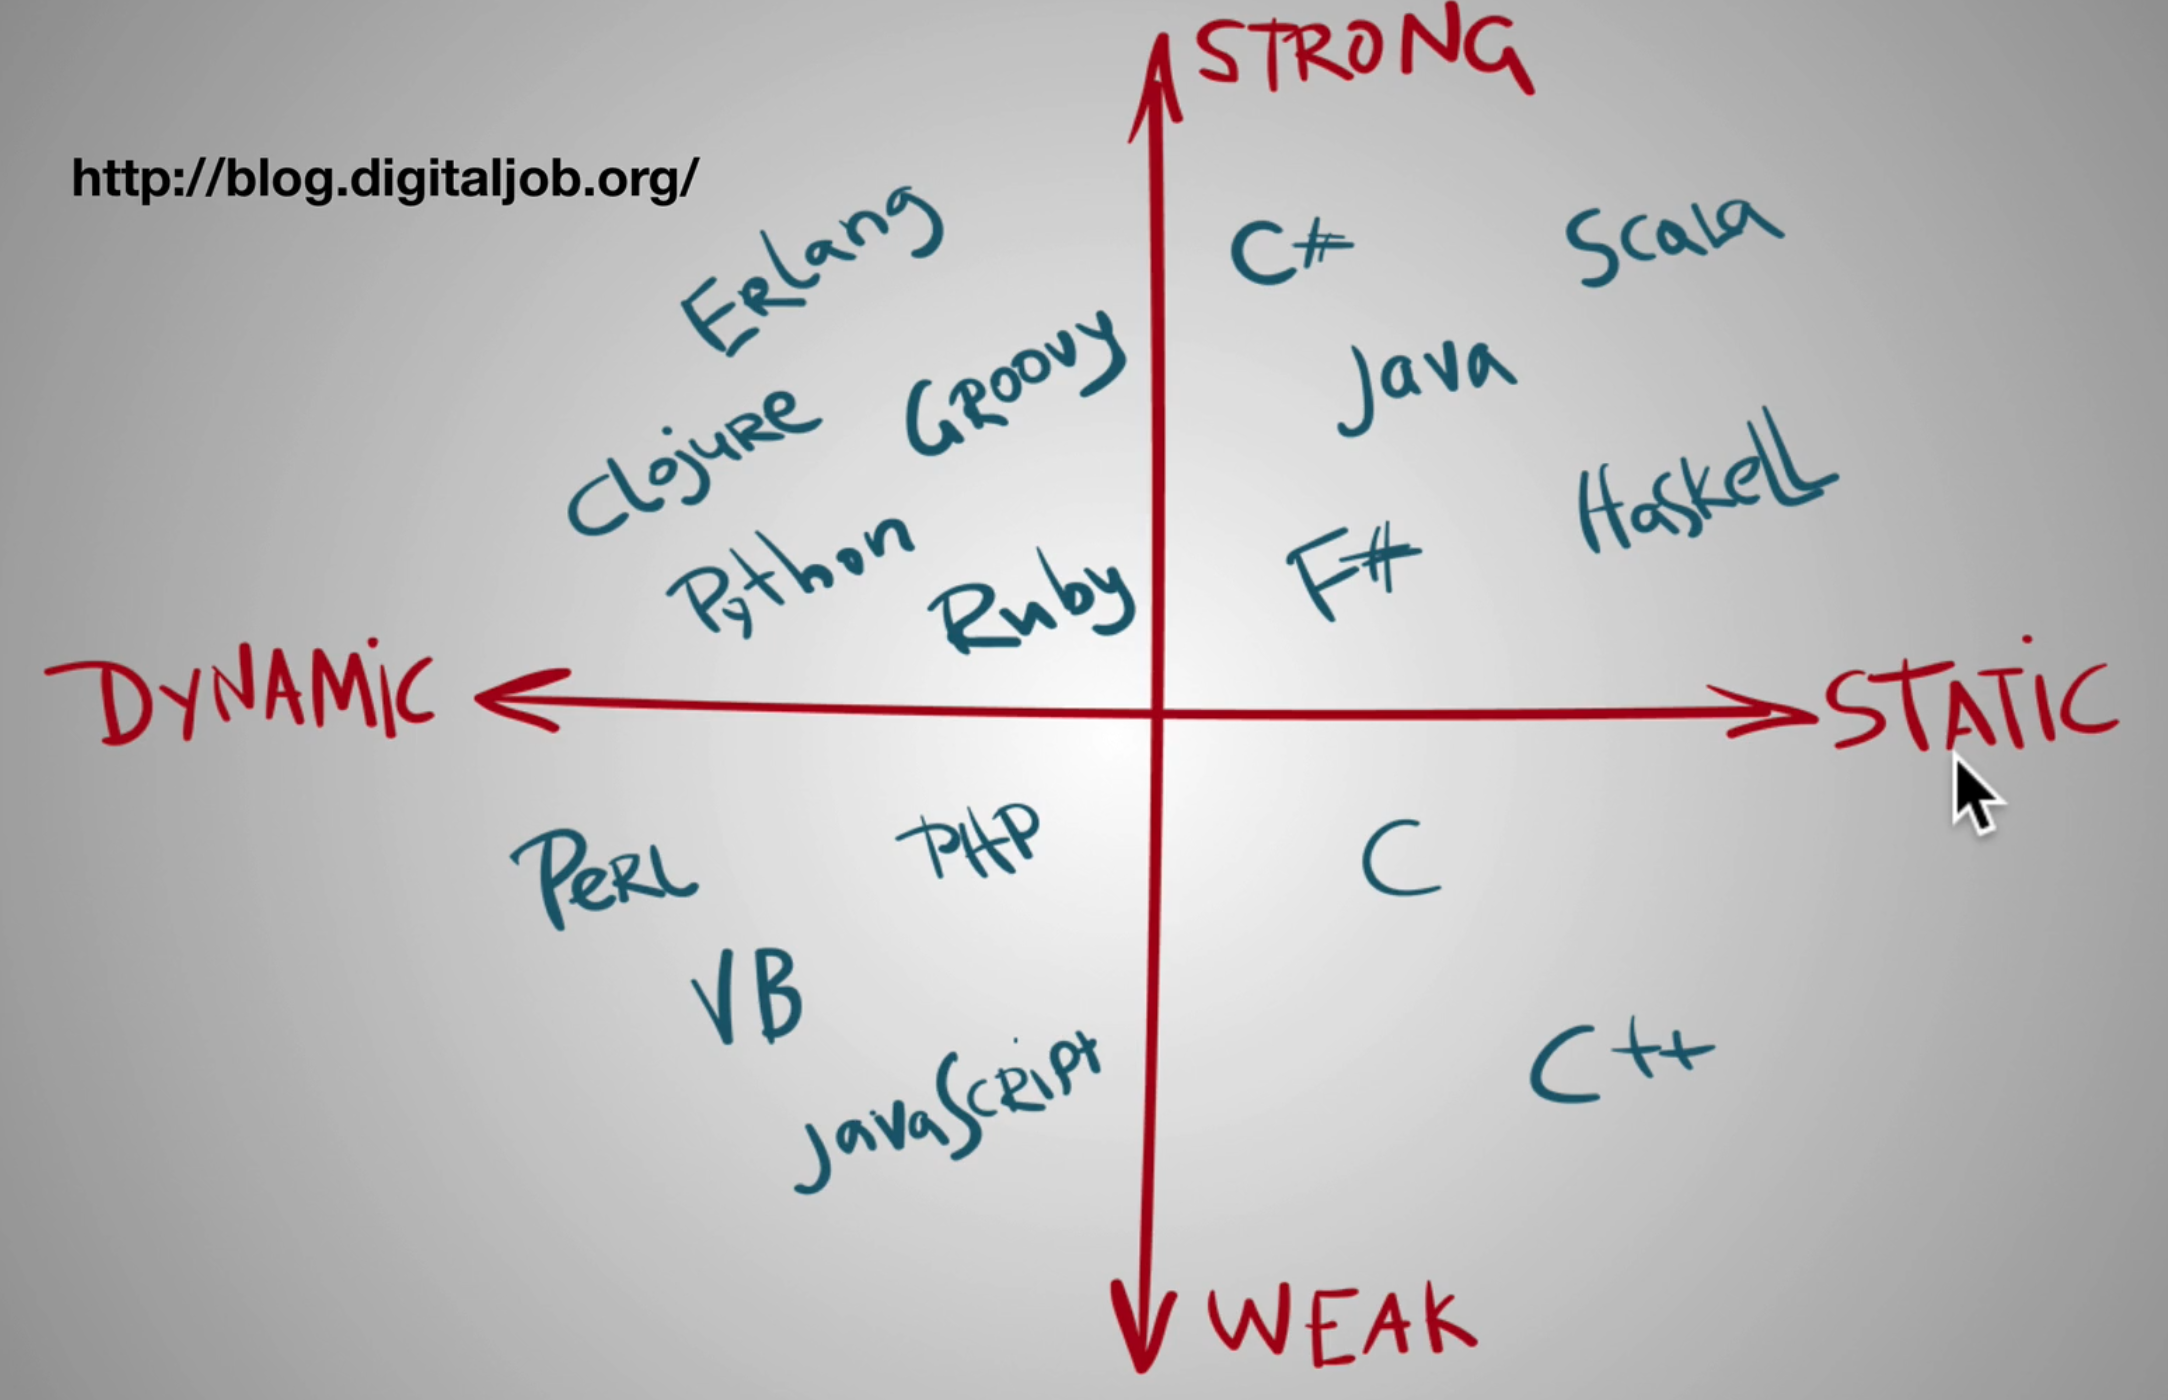 STRONG
http://blog.digitaljob.org/
Erlang
C#
Scala
Groovy
Java
Clojure
Haskell
Python
Ruby
F#
DYNAMiC
STATiC
Perl
PHP
C
VB
JavaScript
C++
WEAK